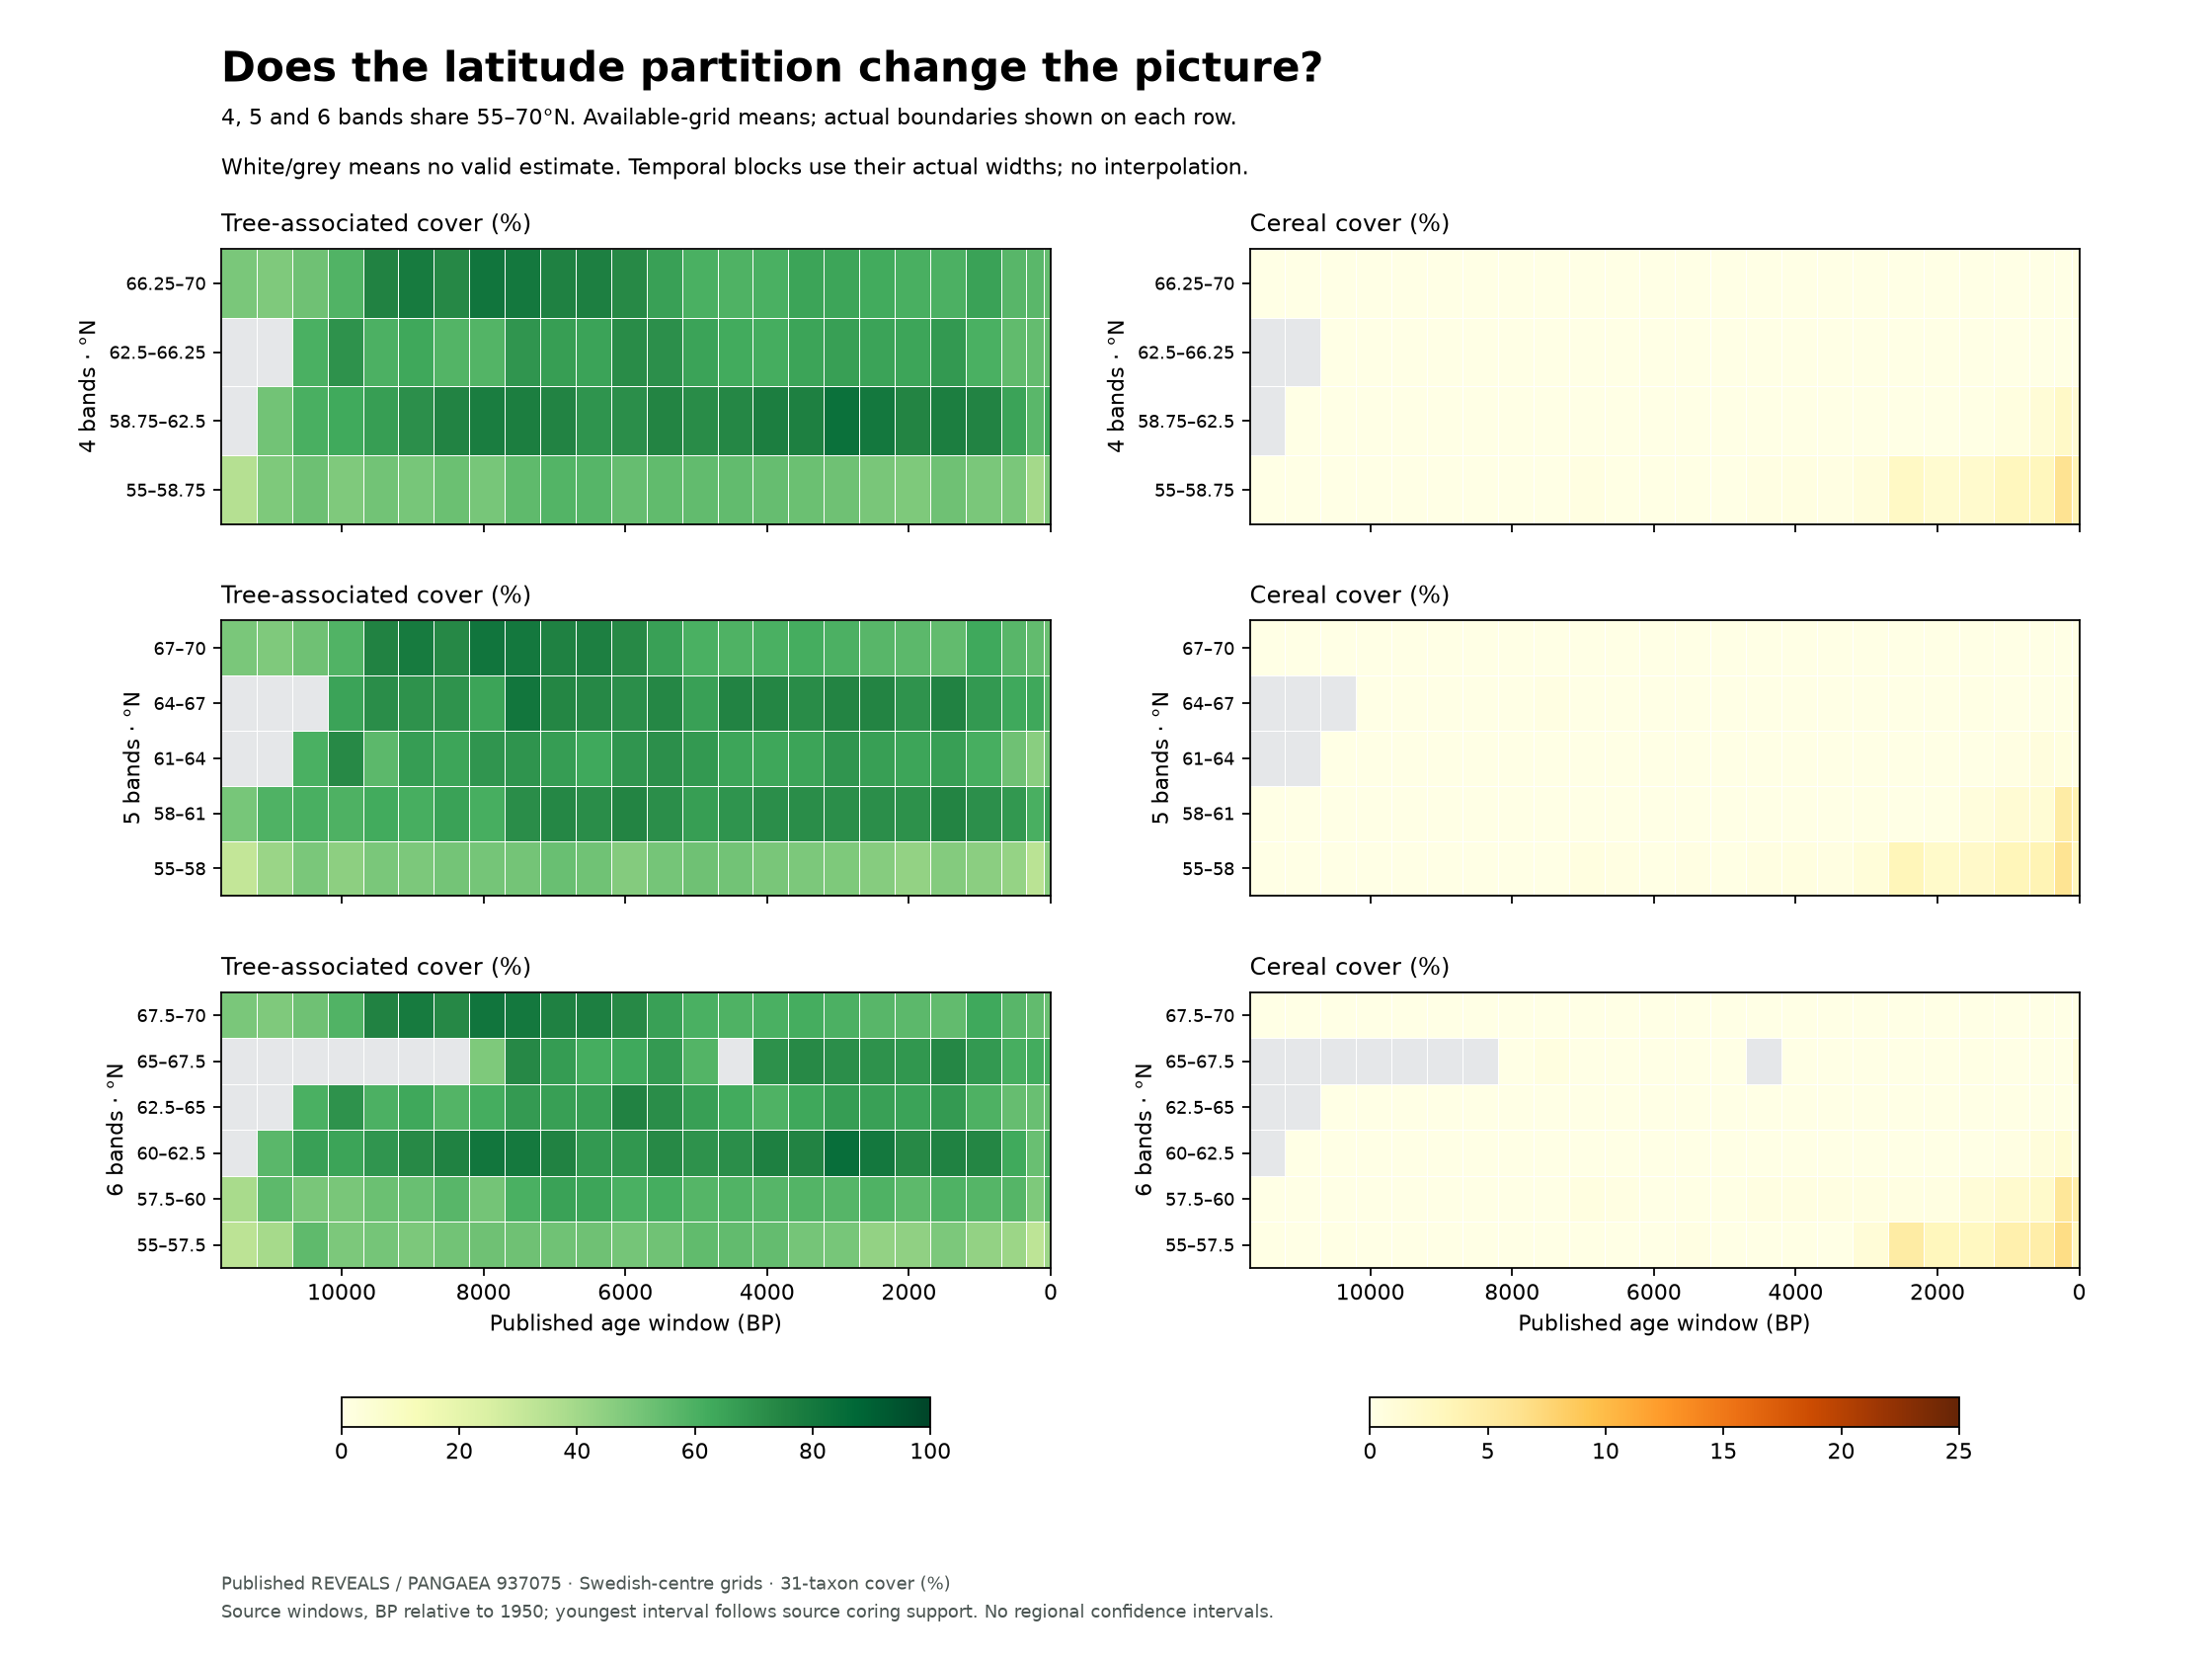 Does the latitude partition change the picture?
4, 5 and 6 bands share 55–70°N. Available-grid means; actual boundaries shown on each row.
White/grey means no valid estimate. Temporal blocks use their actual widths; no interpolation.
Tree-associated cover (%)
4 bands · °N
66.25–70
62.5–66.25
58.75–62.5
55–58.75
Cereal cover (%)
4 bands · °N
66.25–70
62.5–66.25
58.75–62.5
55–58.75
Tree-associated cover (%)
5 bands · °N
67–70
64–67
61–64
58–61
55–58
Cereal cover (%)
5 bands · °N
67–70
64–67
61–64
58–61
55–58
Tree-associated cover (%)
6 bands · °N
67.5–70
65–67.5
62.5–65
60–62.5
57.5–60
55–57.5
10000 8000 6000 4000 2000 0
Published age window (BP)
Cereal cover (%)
6 bands · °N
67.5–70
65–67.5
62.5–65
60–62.5
57.5–60
55–57.5
10000 8000 6000 4000 2000 0
Published age window (BP)
0 20 40 60 80 100
0 5 10 15 20 25
Published REVEALS / PANGAEA 937075 · Swedish-centre grids · 31-taxon cover (%)
Source windows, BP relative to 1950; youngest interval follows source coring support. No regional confidence intervals.